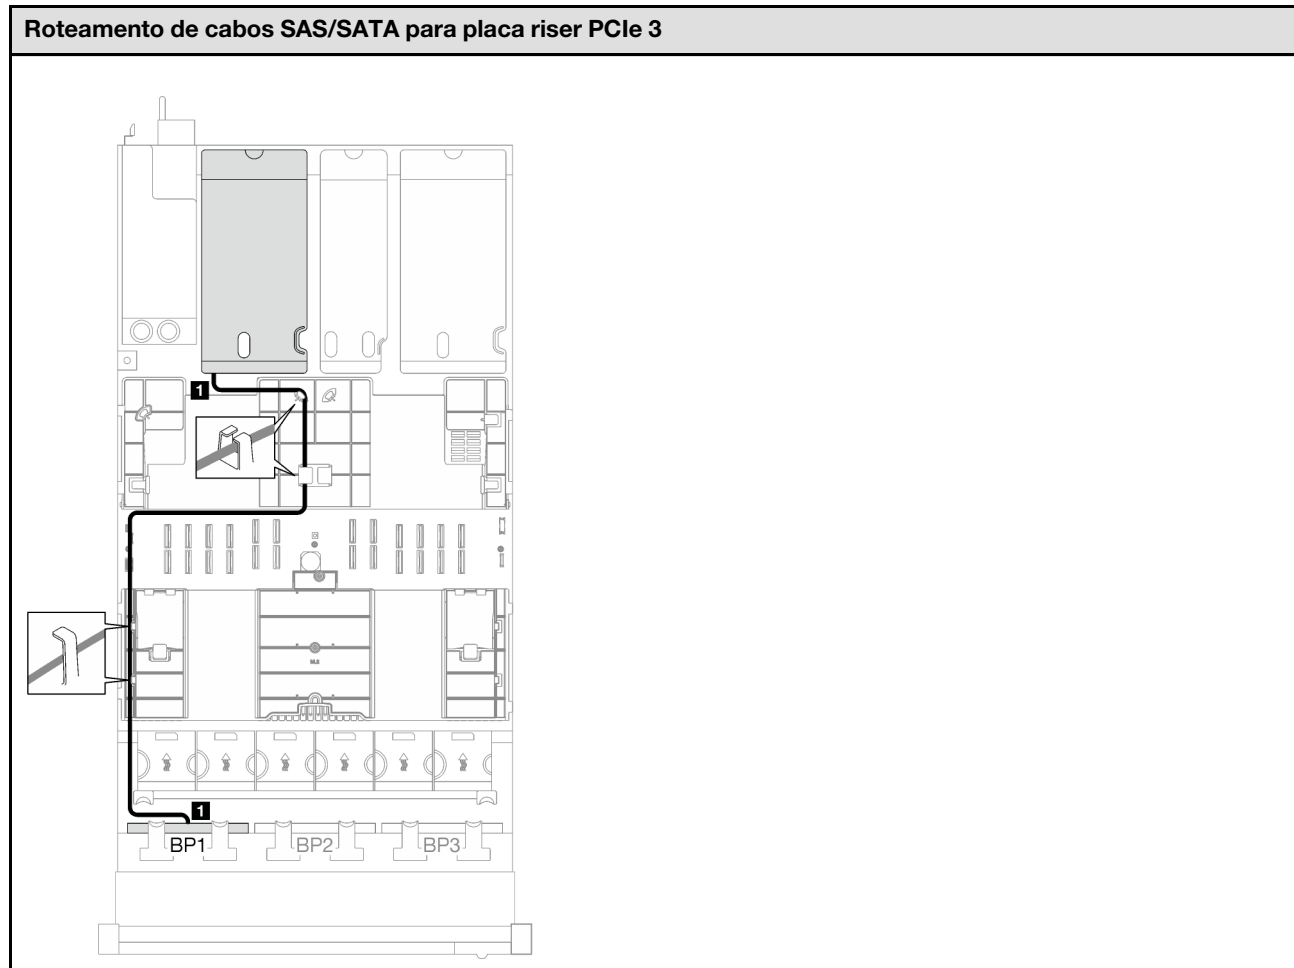 Roteamento de cabos SAS/SATA para placa riser PCIe 3
1
1
BP1
BP2
BP3